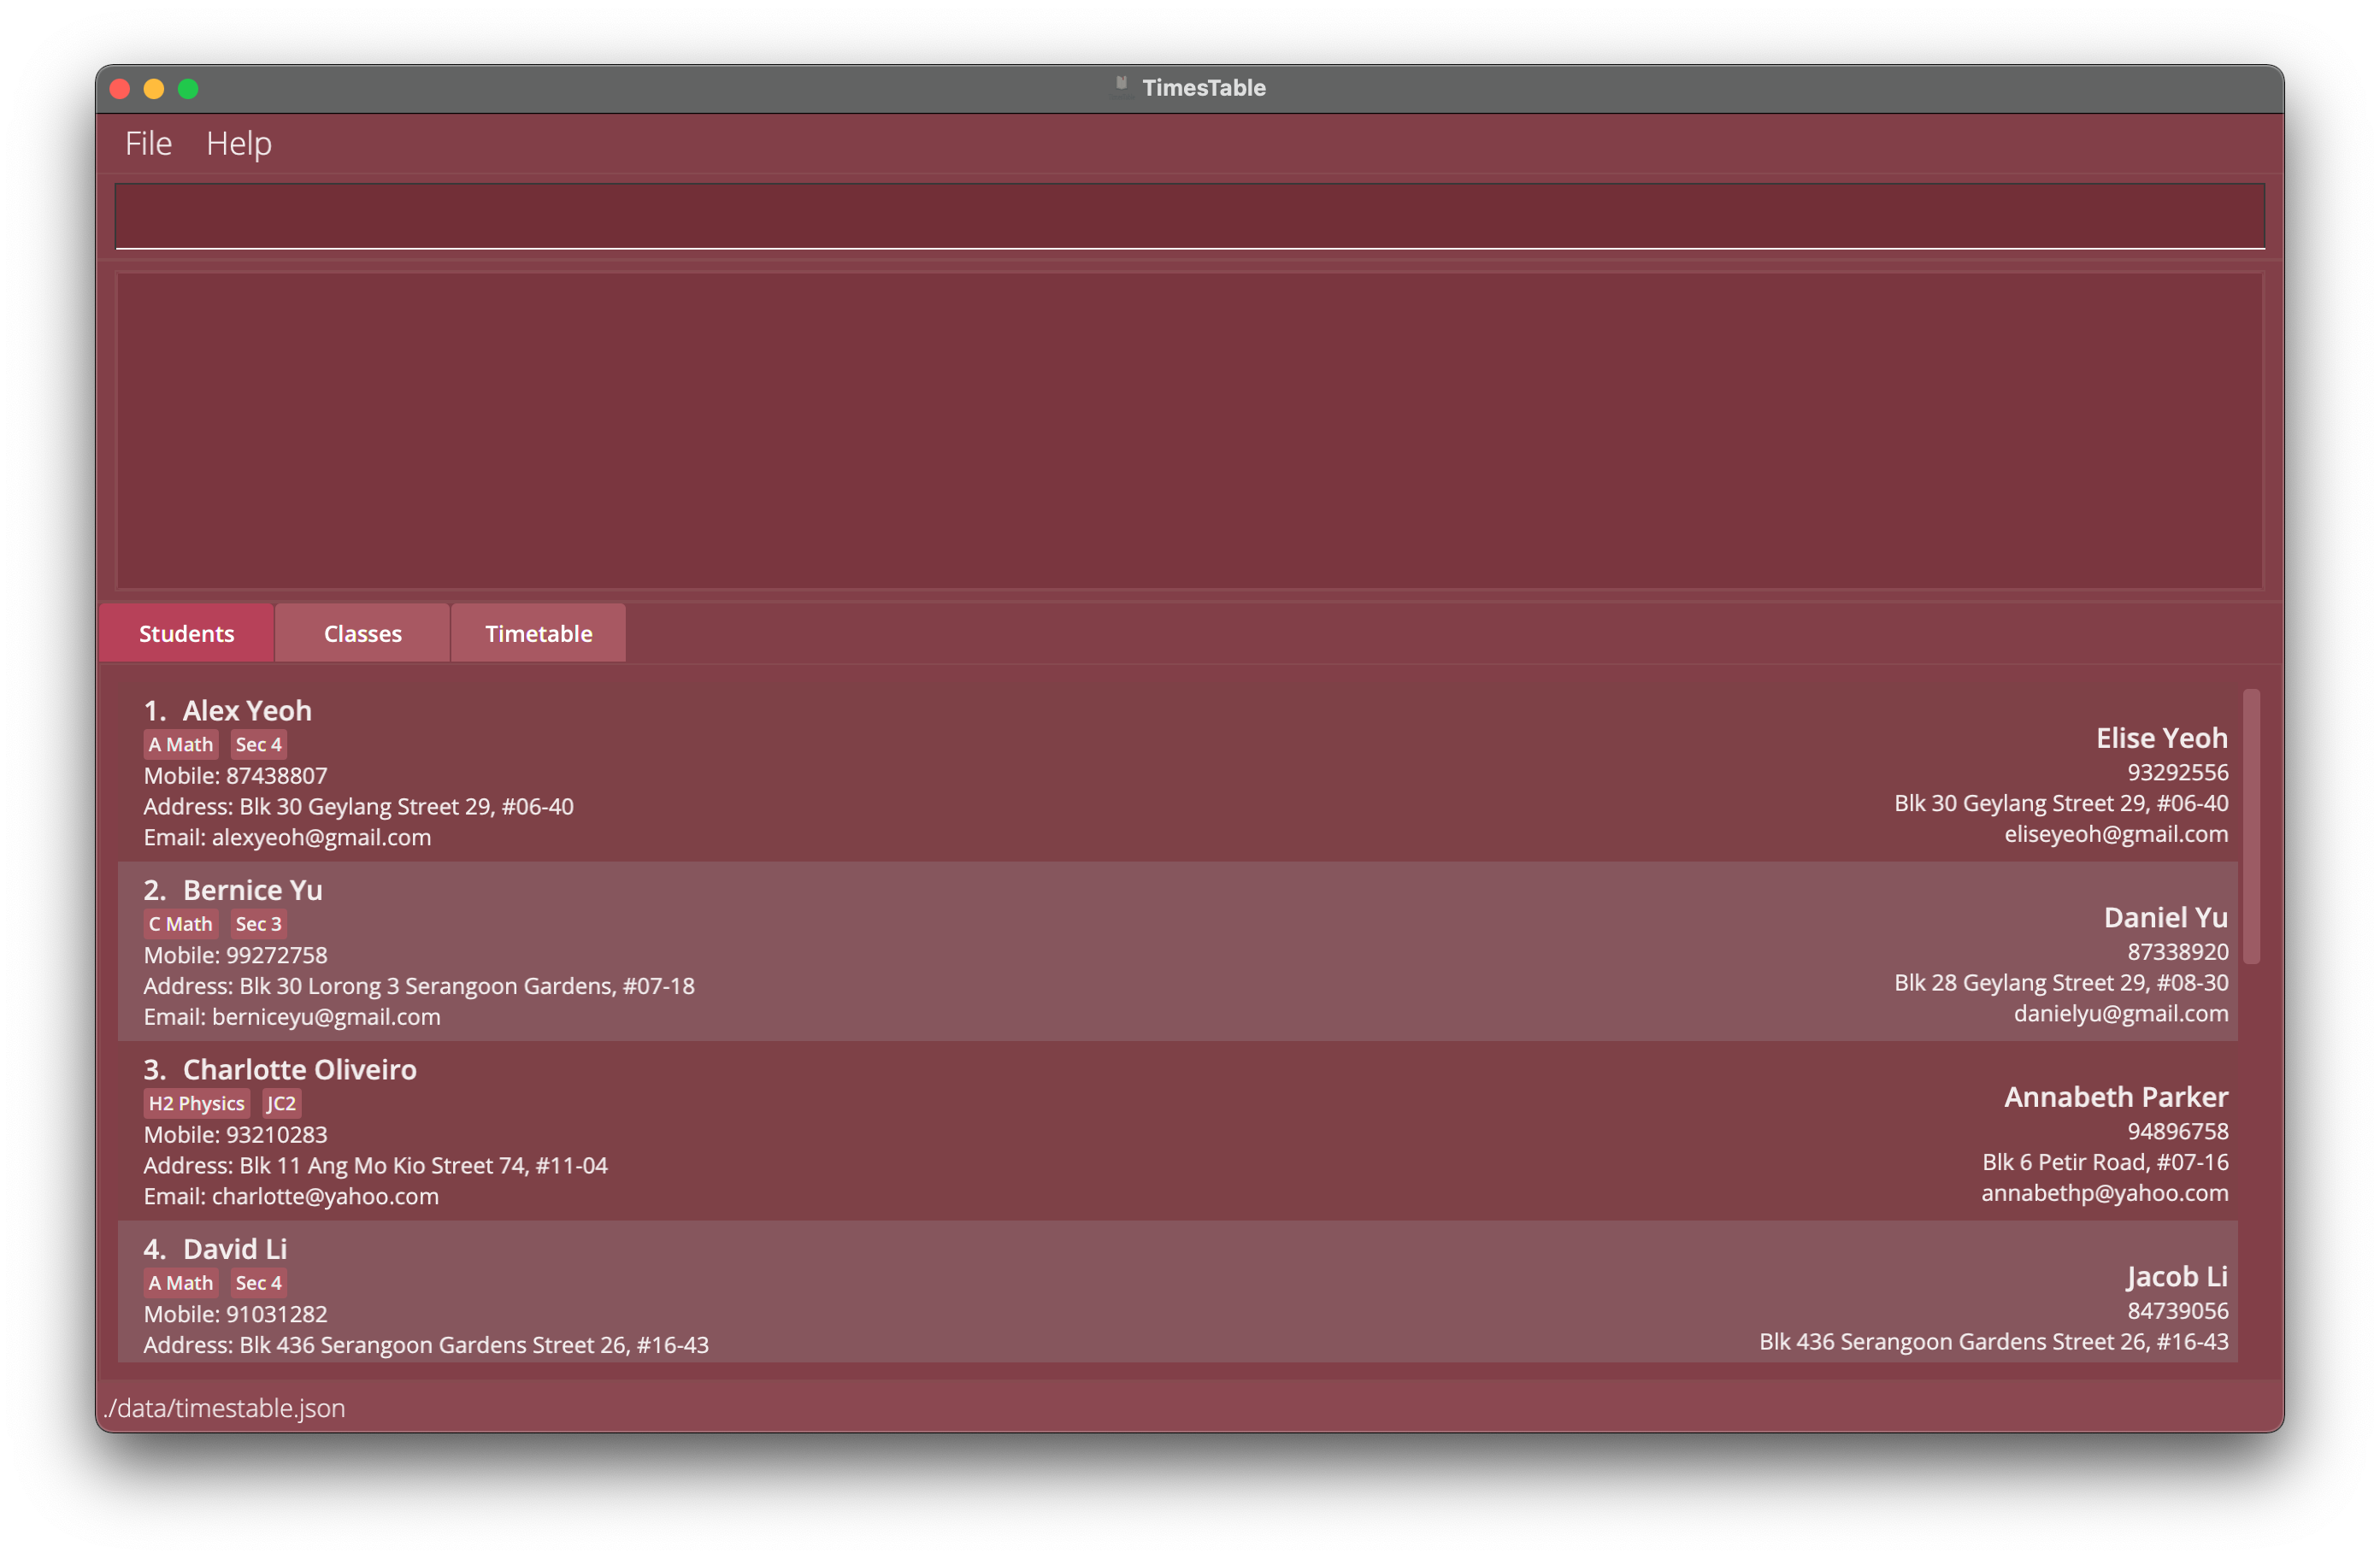 TimesTable
File Help
Students Classes Timetable
1. Alex Yeoh
A Math Sec 4
Mobile: 87438807
Address: Blk 30 Geylang Street 29, #06-40
Email: alexyeoh@gmail.com
Elise Yeoh
93292556
Blk 30 Geylang Street 29, #06-40
eliseyeoh@gmail.com
2. Bernice Yu
C Math Sec 3
Mobile: 99272758
Address: Blk 30 Lorong 3 Serangoon Gardens, #07-18
Email: berniceyu@gmail.com
Daniel Yu
87338920
Blk 28 Geylang Street 29, #08-30
danielyu@gmail.com
3. Charlotte Oliveiro
H2 Physics JC2
Mobile: 93210283
Address: Blk 11 Ang Mo Kio Street 74, #11-04
Email: charlotte@yahoo.com
Annabeth Parker
94896758
Blk 6 Petir Road, #07-16
annabethp@yahoo.com
4. David Li
A Math Sec 4
Mobile: 91031282
Address: Blk 436 Serangoon Gardens Street 26, #16-43
Jacob Li
84739056
Blk 436 Serangoon Gardens Street 26, #16-43
./data/timestable.json